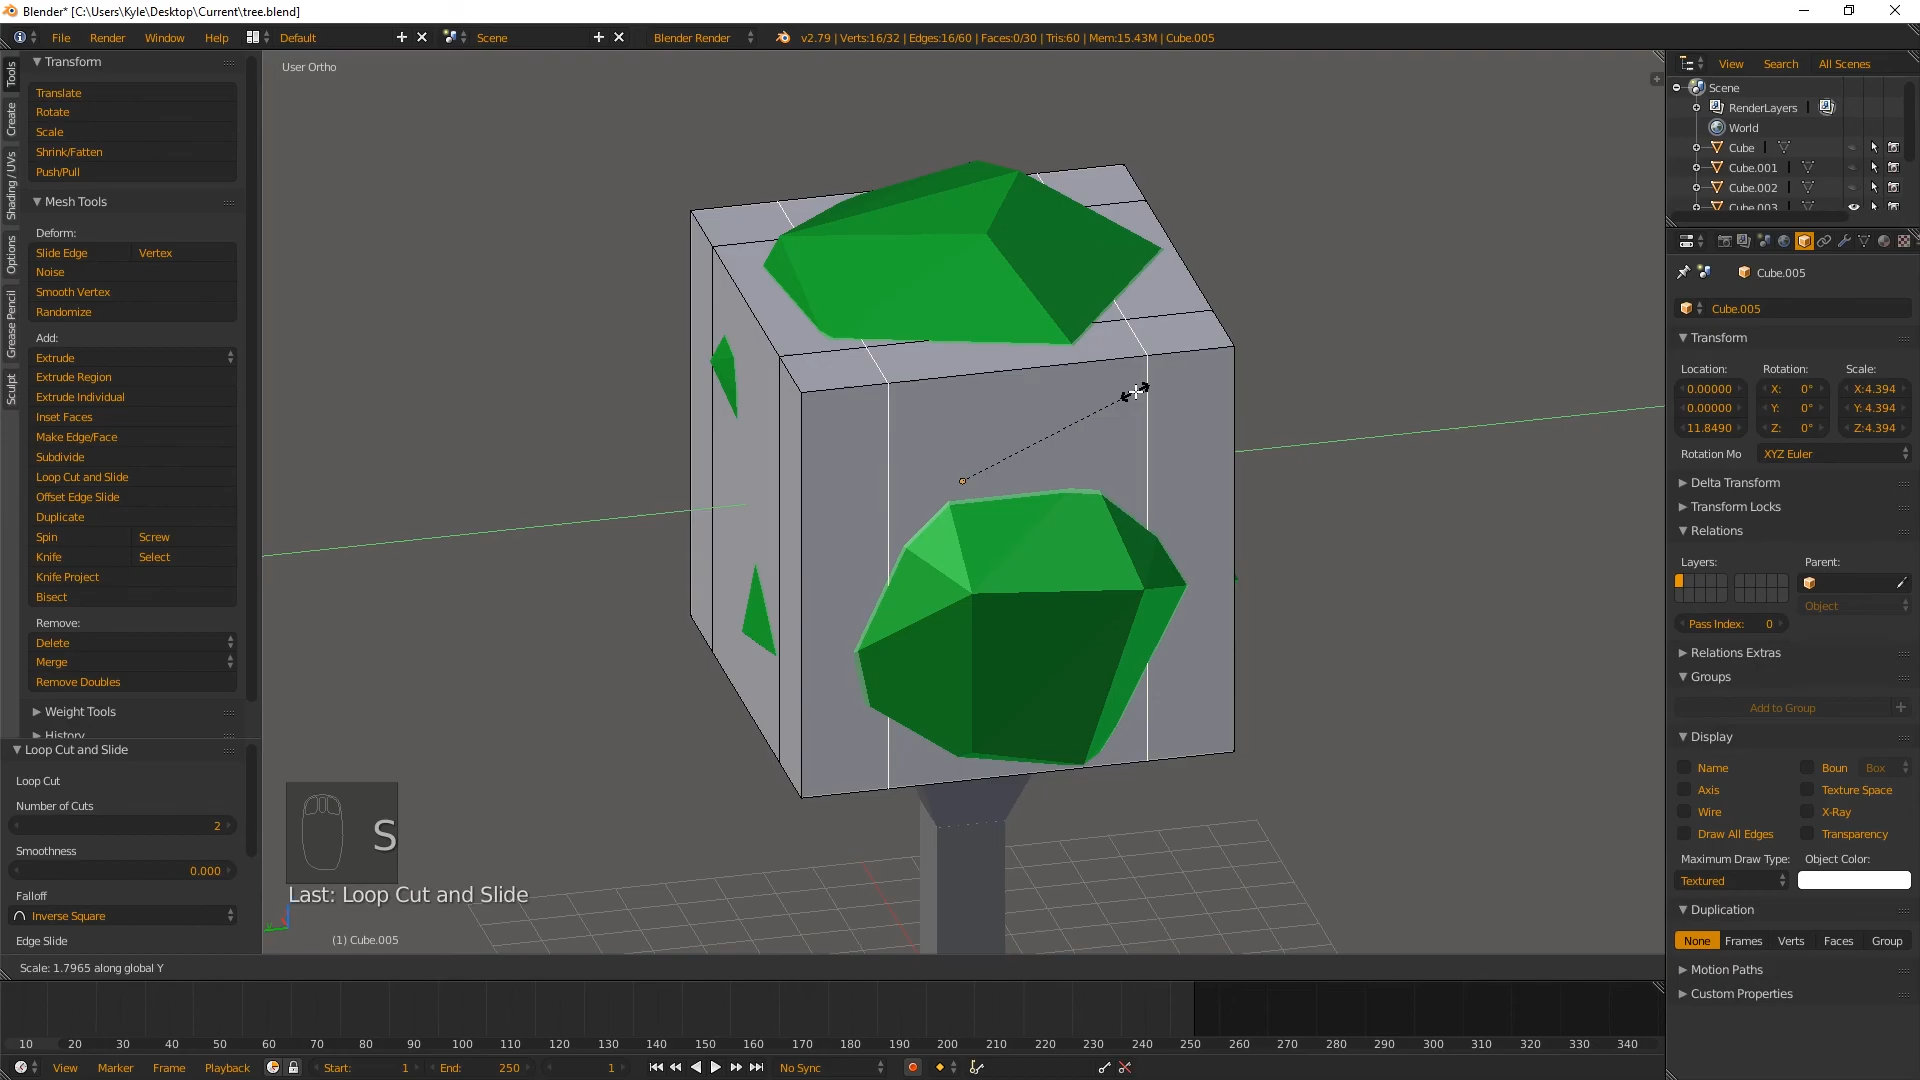 Blender* [C:\Users\Kyle\Desktop\Current\tree.blend]
File Render Window Help Default Scene Blender Render v2.79 | Verts:16/32 | Edges:16/60 | Faces:0/30 | Tris:60 | Mem:15.43M | Cube.005
Tools
Create
Shading / UVs
Options
Grease Pencil
Sculpt
Transform
Translate
Rotate
Scale
Shrink/Fatten
Push/Pull
Mesh Tools
Deform:
Slide Edge Vertex
Noise
Smooth Vertex
Randomize
Add:
Extrude
Extrude Region
Extrude Individual
Inset Faces
Make Edge/Face
Subdivide
Loop Cut and Slide
Offset Edge Slide
Duplicate
Spin Screw
Knife Select
Knife Project
Bisect
Remove:
Delete
Merge
Remove Doubles
Weight Tools
History
Loop Cut and Slide
Loop Cut
Number of Cuts
2
Smoothness
0.000
Falloff
Inverse Square
Edge Slide
User Ortho
S
Last: Loop Cut and Slide
(1) Cube.005
Scale: 1.7965 along global Y
View Search All Scenes
Scene
RenderLayers
World
Cube
Cube.001
Cube.002
Cube.003
Cube.005
Cube.005
Transform
Location: Rotation: Scale:
0.00000 X: 0° X:4.394
0.00000 Y: 0° Y: 4.394
11.8490 Z: 0° Z:4.394
Rotation Mo XYZ Euler
Delta Transform
Transform Locks
Relations
Layers: Parent:
Object
Pass Index: 0
Relations Extras
Groups
Add to Group
Display
Name Boun Box
Axis Texture Space
Wire X-Ray
Draw All Edges Transparency
Maximum Draw Type: Object Color:
Textured
Duplication
None Frames Verts Faces Group
Motion Paths
Custom Properties
10 20 30 40 50 60 70 80 90 100 110 120 130 140 150 160 170 180 190 200 210 220 230 240 250 260 270 280 290 300 310 320 330 340
View Marker Frame Playback Start: 1 End: 250 1 No Sync